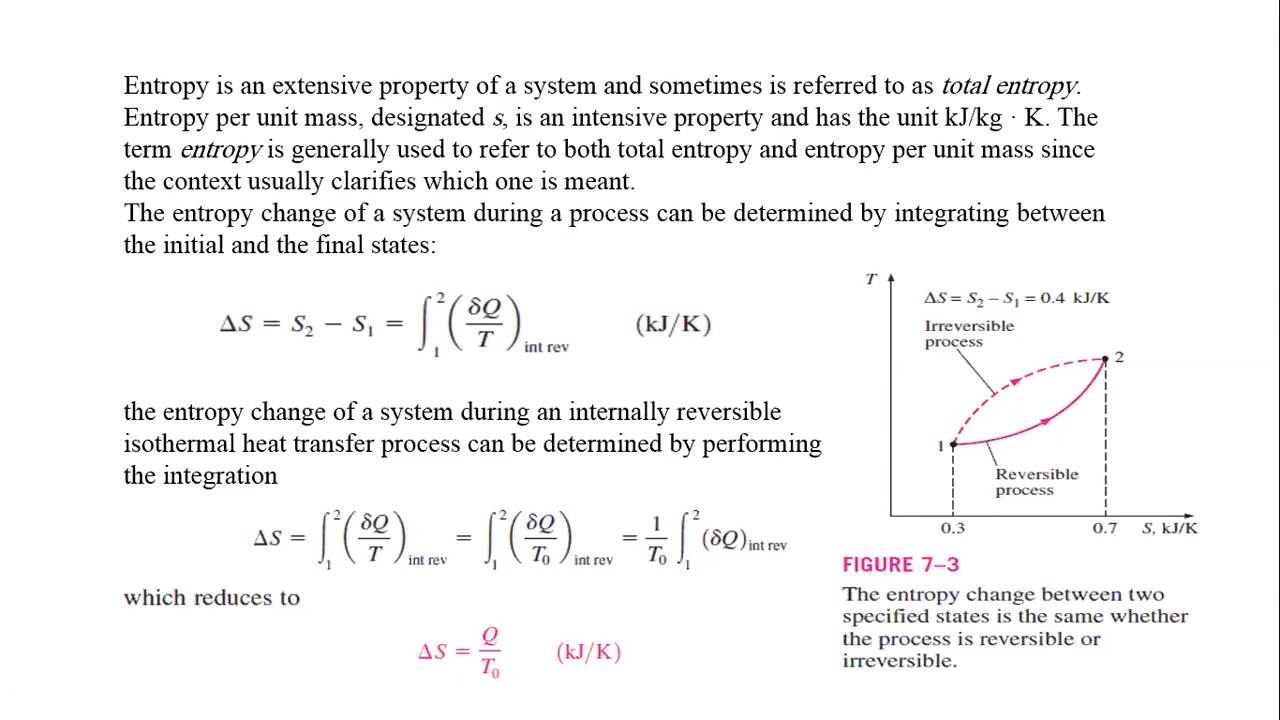 Entropy is an extensive property of a system and sometimes is referred to as total entropy.
Entropy per unit mass, designated s, is an intensive property and has the unit kJ/kg · K. The
term entropy is generally used to refer to both total entropy and entropy per unit mass since
the context usually clarifies which one is meant.
The entropy change of a system during a process can be determined by integrating between
the initial and the final states:
ΔS = S₂ − S₁ = ∫₁² (δQ/T)int rev (kJ/K)
the entropy change of a system during an internally reversible
isothermal heat transfer process can be determined by performing
the integration
ΔS = ∫₁² (δQ/T)int rev = ∫₁² (δQ/T₀)int rev = 1/T₀ ∫₁² (δQ)int rev
which reduces to
ΔS = Q/T₀ (kJ/K)
T
ΔS = S₂ − S₁ = 0.4 kJ/K
Irreversible
process
2
1
Reversible
process
0.3 0.7 S, kJ/K
FIGURE 7–3
The entropy change between two
specified states is the same whether
the process is reversible or
irreversible.